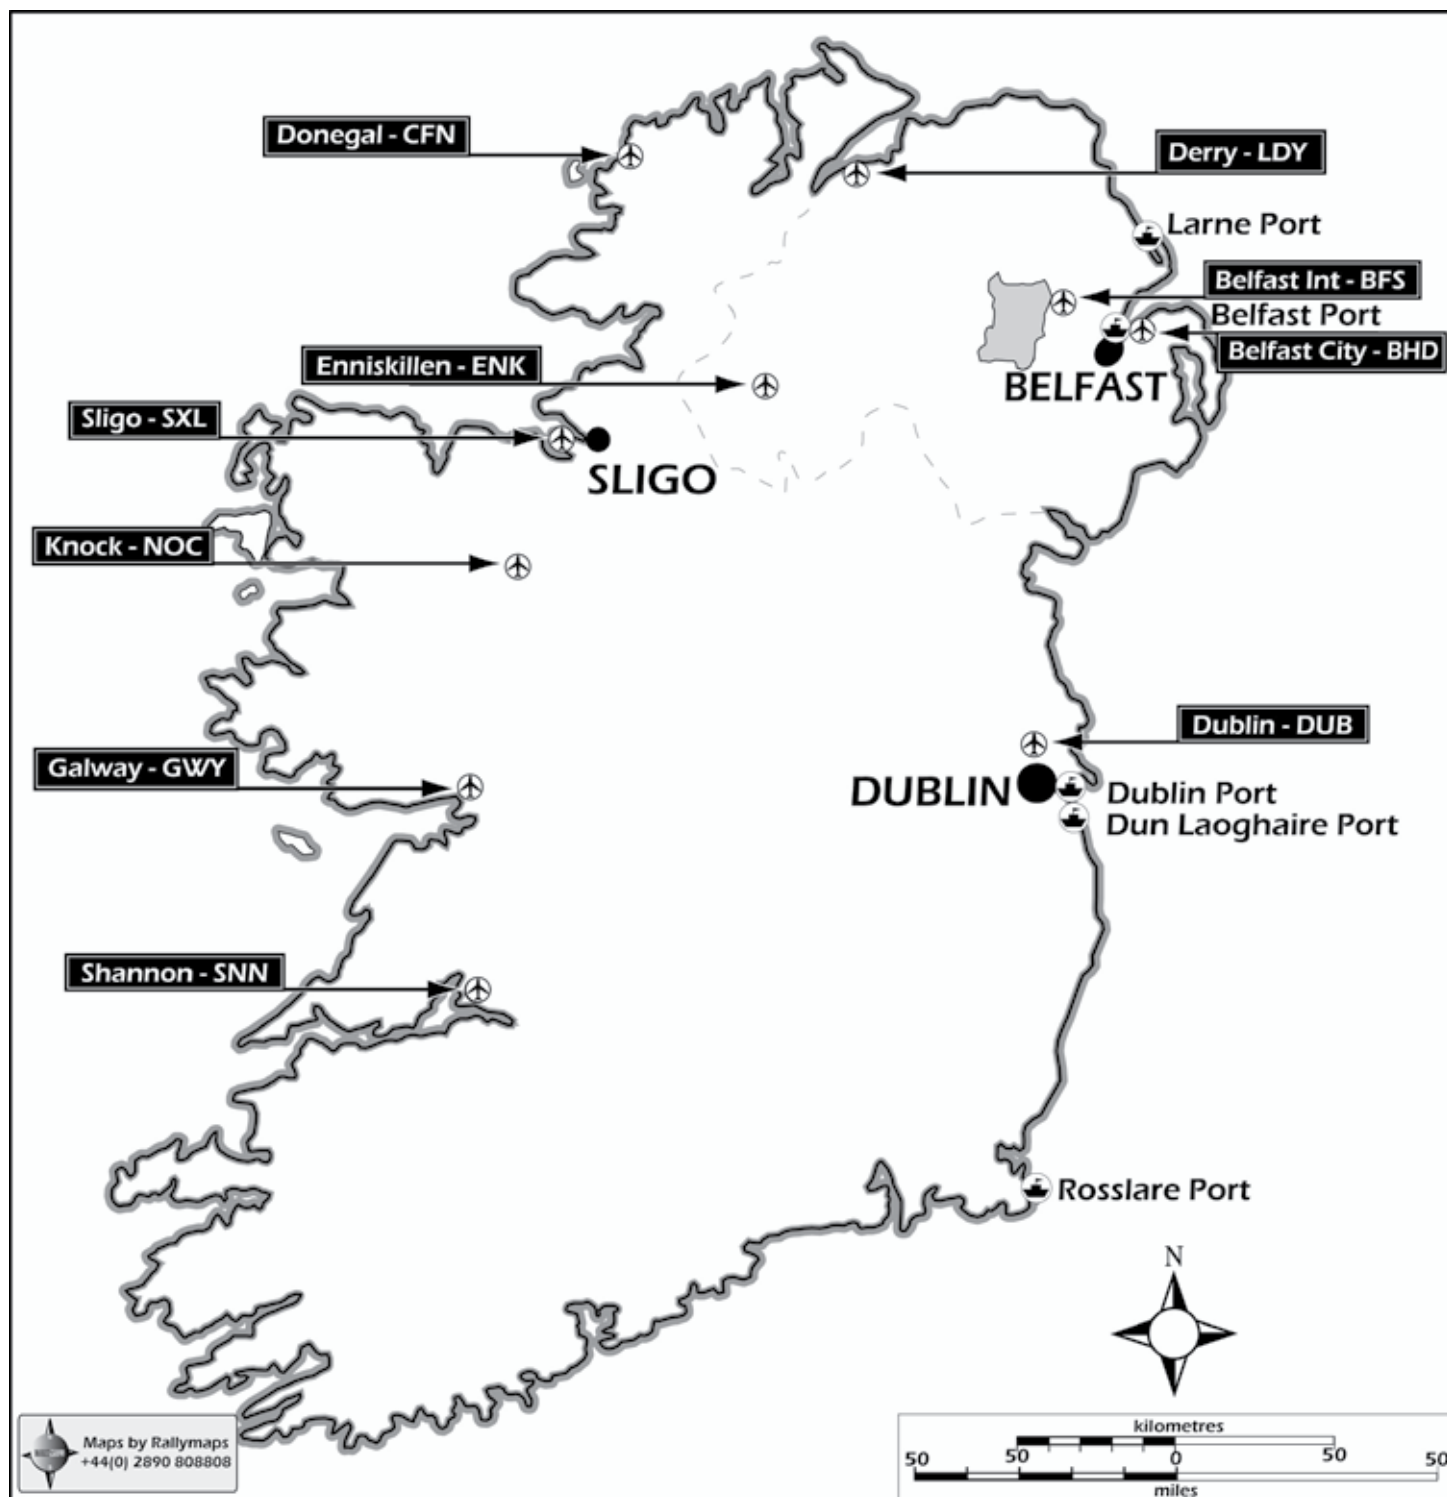 Donegal - CFN
Derry - LDY
Larne Port
Belfast Int - BFS
Belfast Port
Belfast City - BHD
BELFAST
Enniskillen - ENK
Sligo - SXL
SLIGO
Knock - NOC
Dublin - DUB
Galway - GWY
DUBLIN
Dublin Port
Dun Laoghaire Port
Shannon - SNN
Rosslare Port
N
Maps by Rallymaps
+44(0) 2890 808808
kilometres
50 0 50
50 50
miles